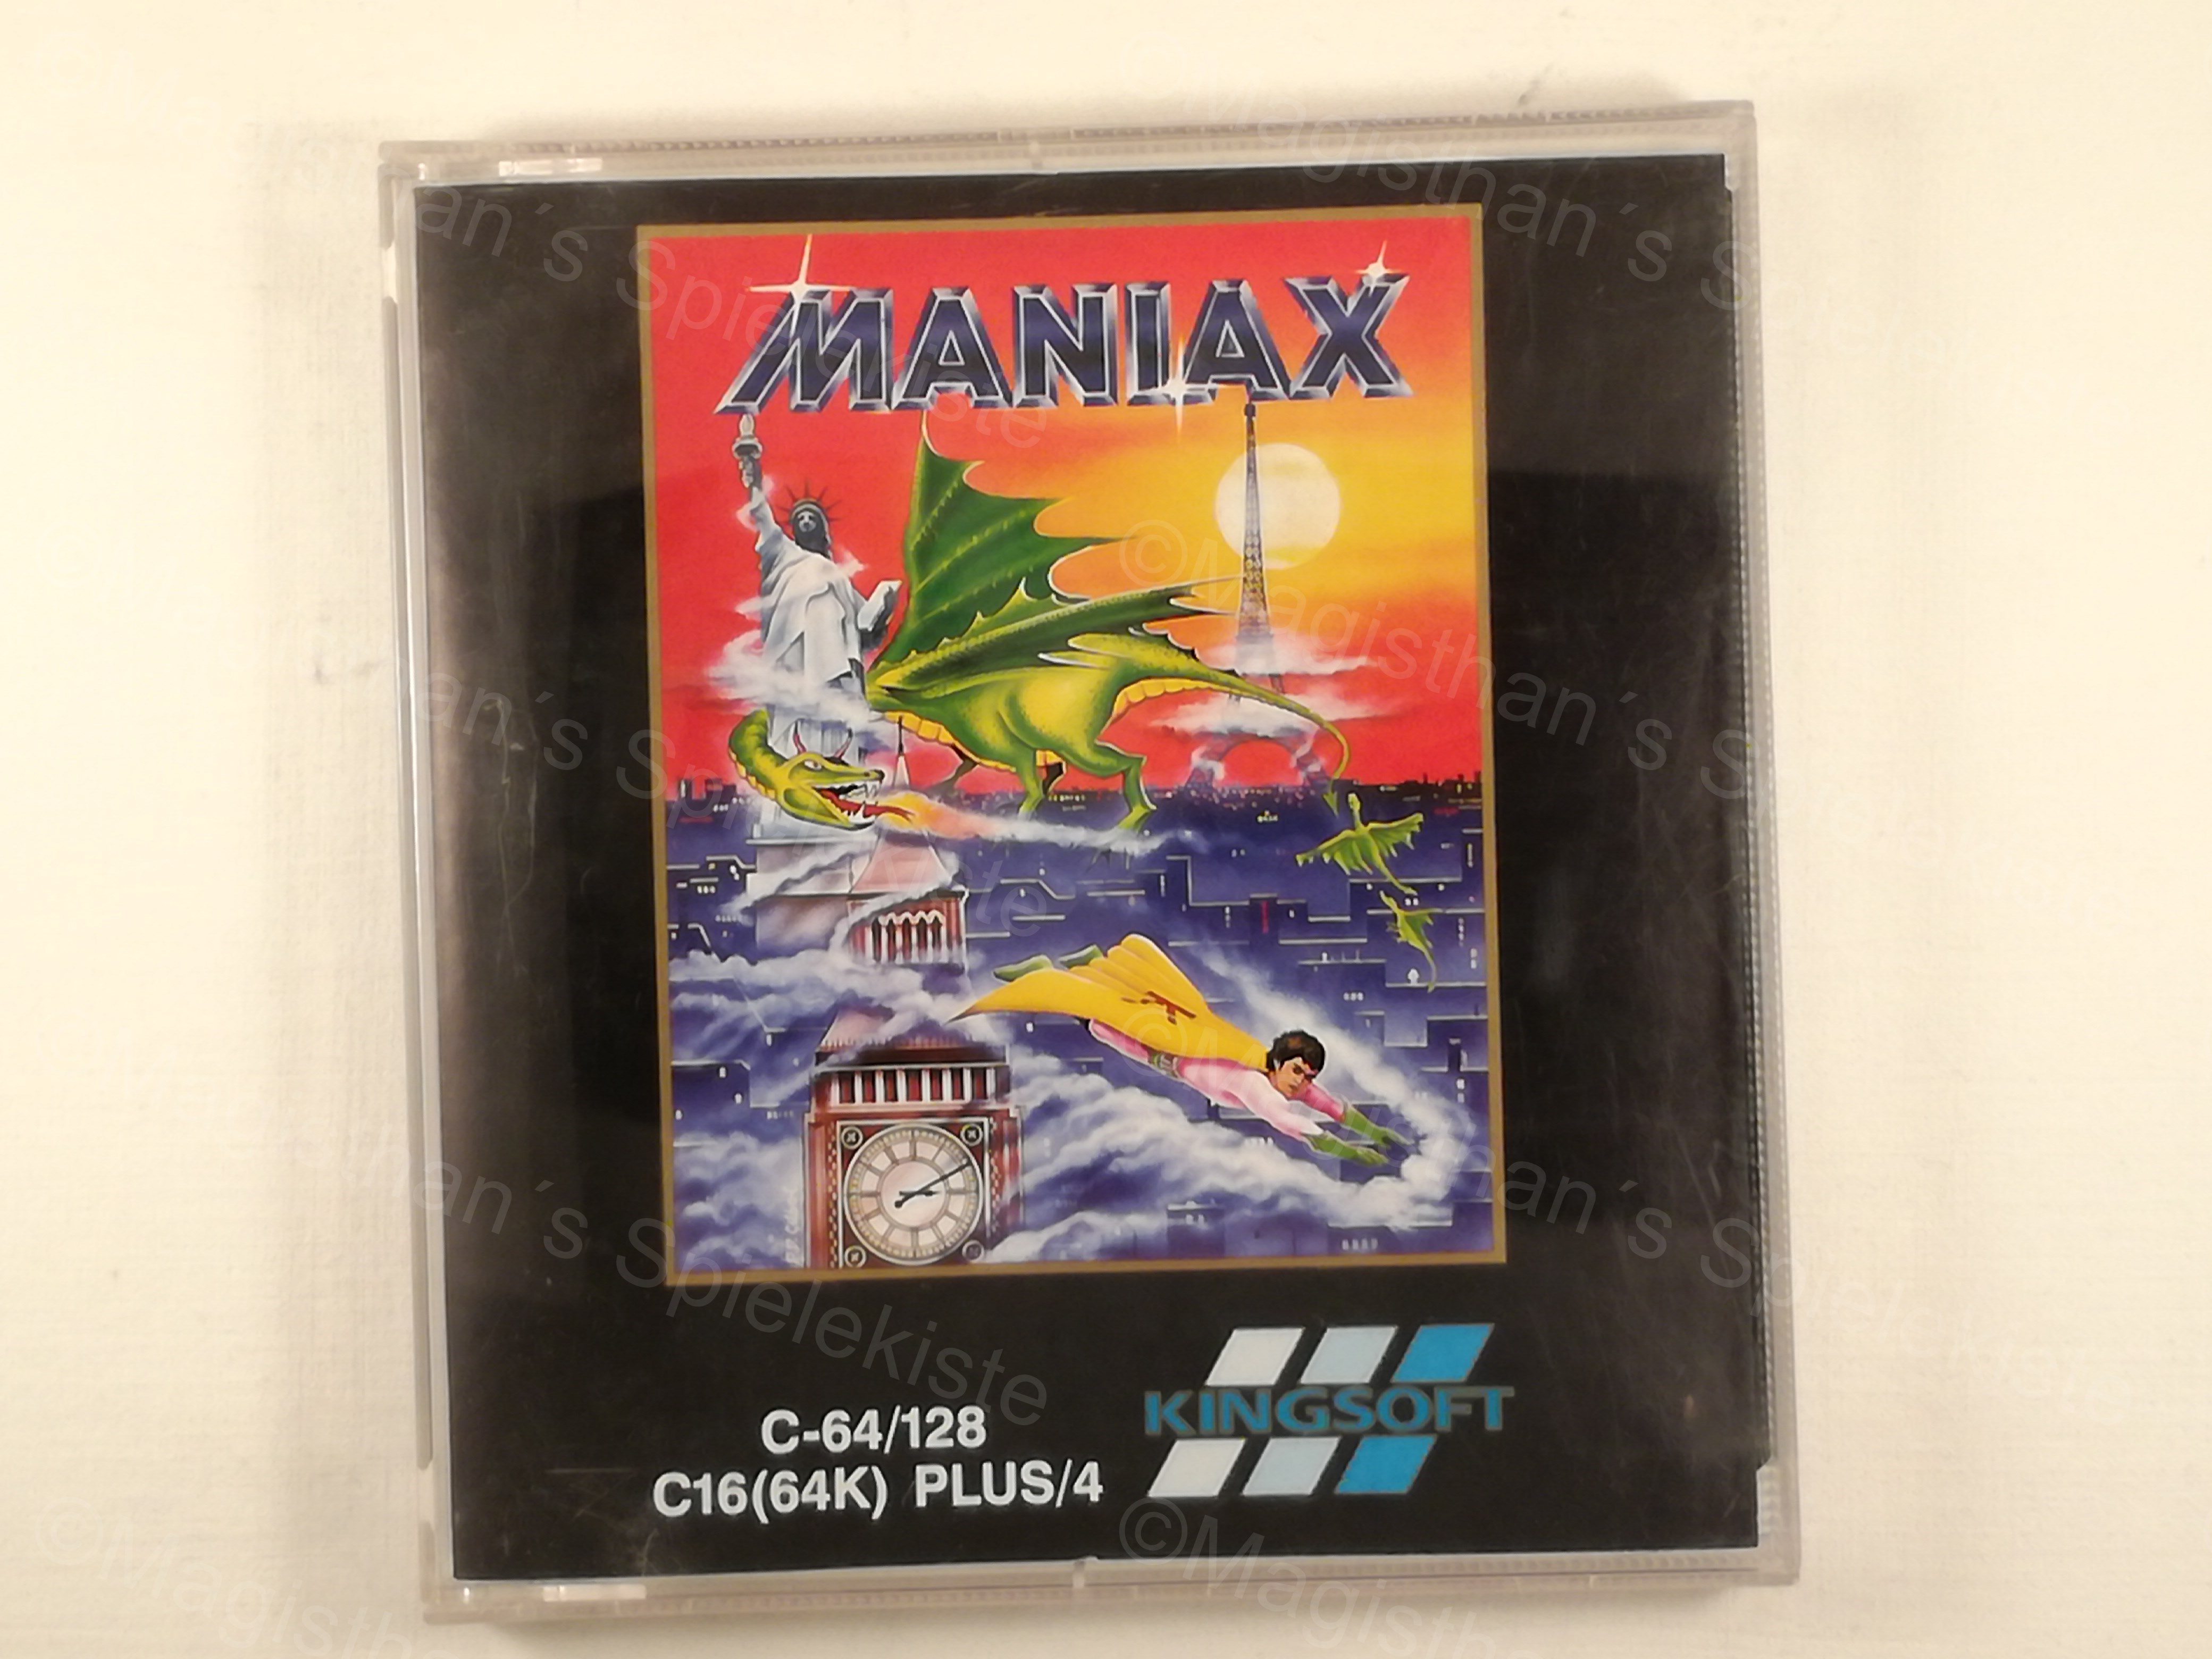 MANIAX
C-64/128
C16(64K) PLUS/4
KINGSOFT
©Magisthan´s Spielekiste